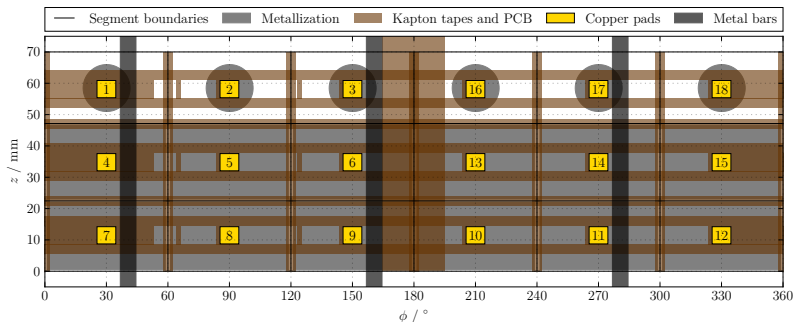 Segment boundaries Metallization Kapton tapes and PCB Copper pads Metal bars
70
60
1 2 3 16 17 18
50
40
4 5 6 13 14 15
30
20
7 8 9 10 11 12
10
0
z / mm
0 30 60 90 120 150 180 210 240 270 300 330 360
ϕ / °